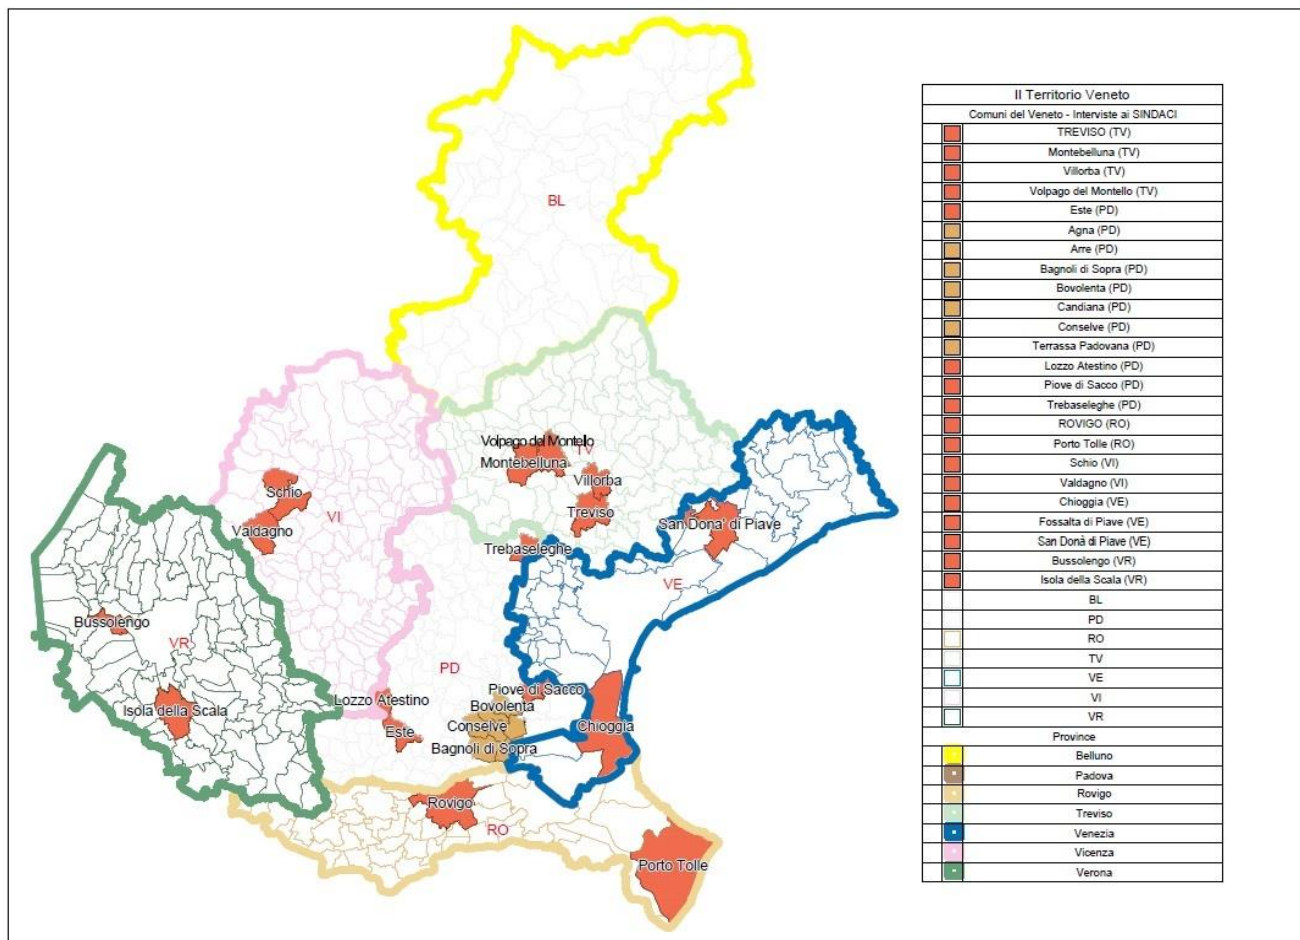 BL
Volpago del Montello
TV
Montebelluna
Villorba
Schio
Treviso
VI
San Dona' di Piave
Valdagno
Trebaseleghe
VE
Bussolengo
VR
PD
Piove di Sacco
Lozzo Atestino
Bovolenta
Isola della Scala
Conselve
Chioggia
Este
Bagnoli di Sopra
Rovigo
RO
Porto Tolle
Il Territorio Veneto
Comuni del Veneto - Interviste ai SINDACI
TREVISO (TV)
Montebelluna (TV)
Villorba (TV)
Volpago del Montello (TV)
Este (PD)
Agna (PD)
Arre (PD)
Bagnoli di Sopra (PD)
Bovolenta (PD)
Candiana (PD)
Conselve (PD)
Terrassa Padovana (PD)
Lozzo Atestino (PD)
Piove di Sacco (PD)
Trebaseleghe (PD)
ROVIGO (RO)
Porto Tolle (RO)
Schio (VI)
Valdagno (VI)
Chioggia (VE)
Fossalta di Piave (VE)
San Donà di Piave (VE)
Bussolengo (VR)
Isola della Scala (VR)
BL
PD
RO
TV
VE
VI
VR
Province
Belluno
Padova
Rovigo
Treviso
Venezia
Vicenza
Verona